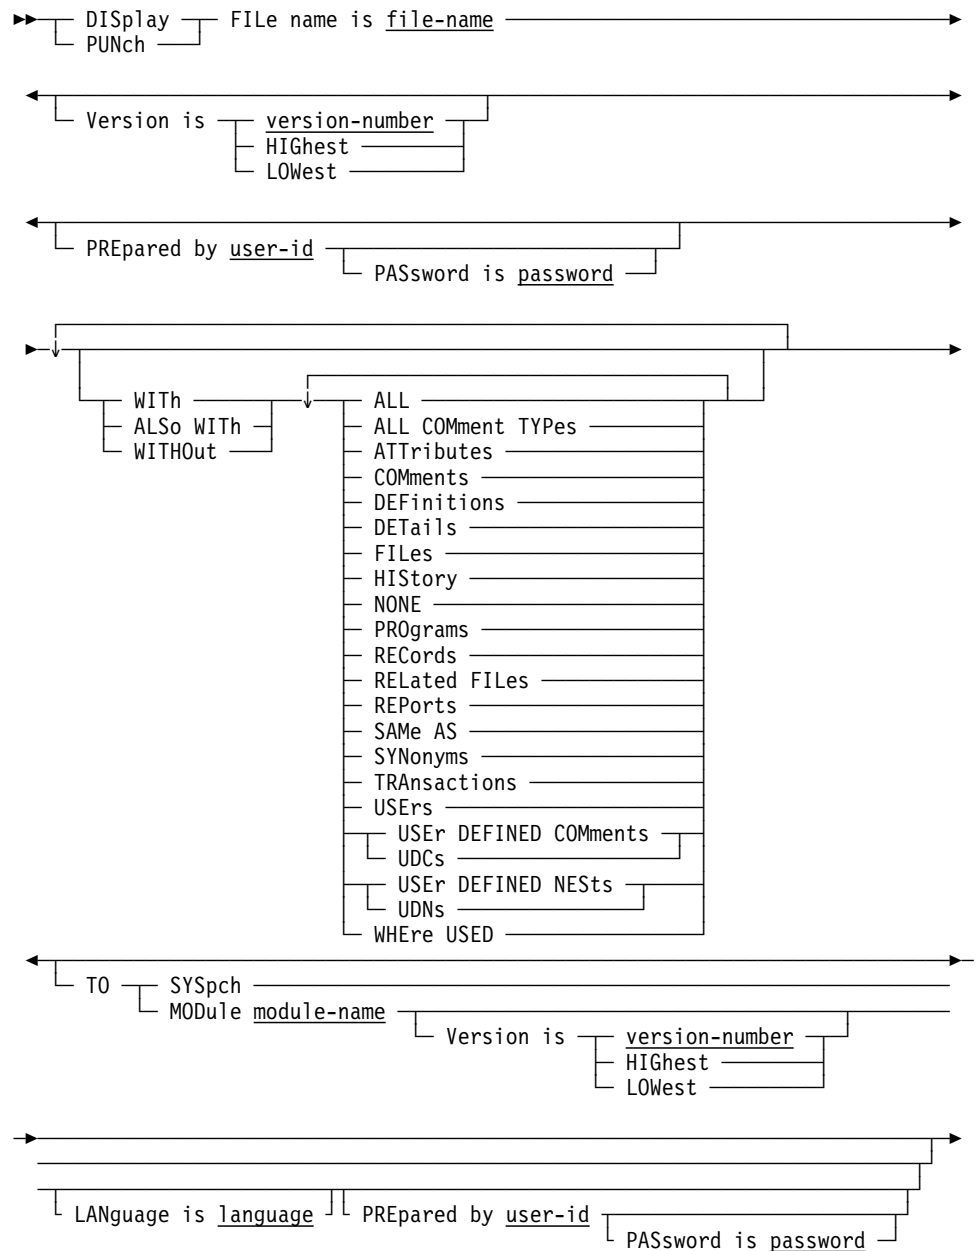 DISplay FILe name is file-name
PUNch
Version is version-number
HIGhest
LOWest
PREpared by user-id
PASsword is password
WITh ALL
ALSo WITh ALL COMment TYPes
WITHOut ATTributes
COMments
DEFinitions
DETails
FILes
HIStory
NONE
PROgrams
RECords
RELated FILes
REPorts
SAMe AS
SYNonyms
TRAnsactions
USErs
USEr DEFINED COMments
UDCs
USEr DEFINED NESts
UDNs
WHEre USED
TO SYSpch
MODule module-name
Version is version-number
HIGhest
LOWest
LANguage is language PREpared by user-id
PASsword is password